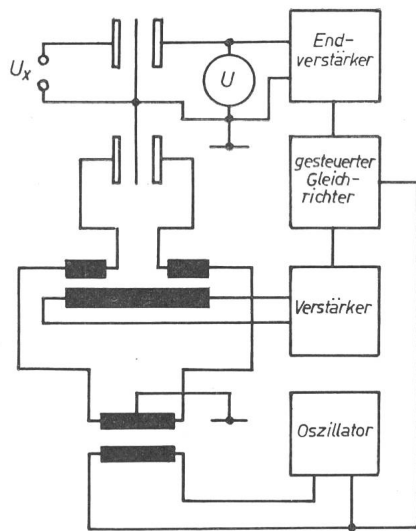 End-
verstärker
U
Uₓ
gesteuerter
Gleich-
richter
Verstärker
Oszillator